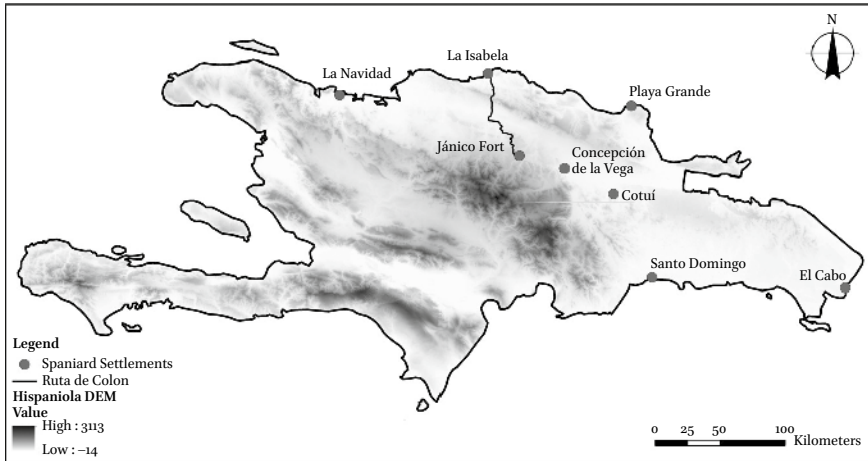 N
La Isabela
La Navidad
Playa Grande
Jánico Fort
Concepción
de la Vega
Cotuí
Santo Domingo
El Cabo
Legend
Spaniard Settlements
Ruta de Colon
Hispaniola DEM
Value
High : 3113
Low : –14
0 25 50 100
Kilometers